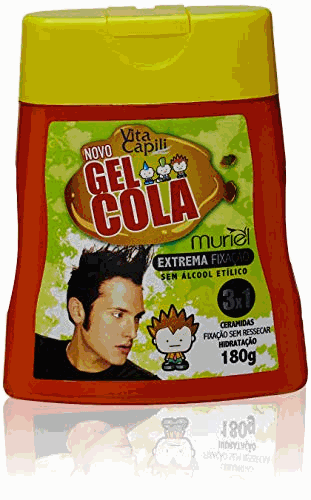 Vita
Capili
NOVO
GEL
COLA
muriel
EXTREMA FIXAÇÃO
SEM ÁLCOOL ETÍLICO
3x1
CERAMIDAS
FIXAÇÃO SEM RESSECAR
HIDRATAÇÃO
180g